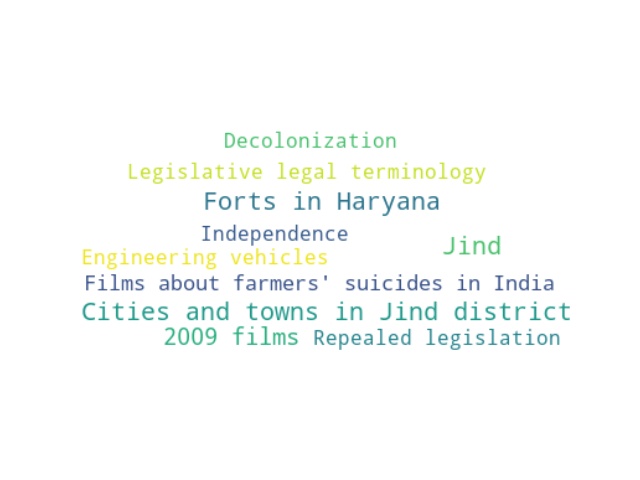 Decolonization
Legislative legal terminology
Forts in Haryana
Independence
Jind
Engineering vehicles
Films about farmers' suicides in India
Cities and towns in Jind district
2009 films Repealed legislation